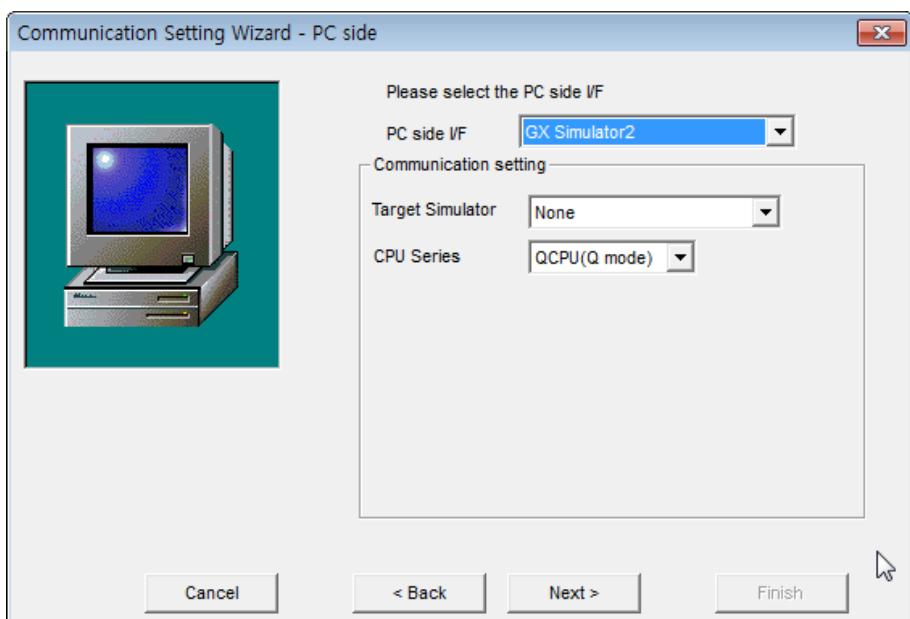 Communication Setting Wizard - PC side
Please select the PC side I/F
PC side I/F GX Simulator2
Communication setting
Target Simulator None
CPU Series QCPU(Q mode)
Cancel < Back Next > Finish